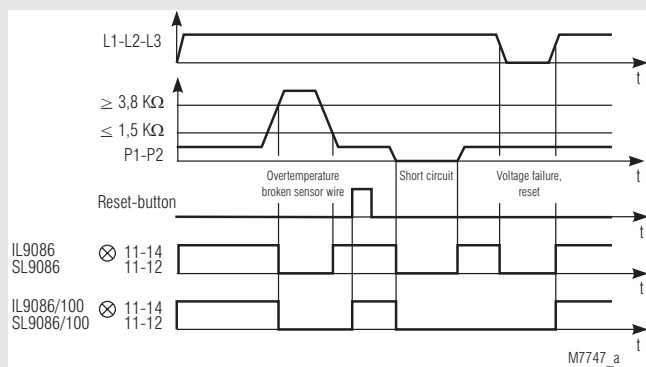 L1-L2-L3
t
≥ 3,8 KΩ
≤ 1,5 KΩ
P1-P2
t
Overtemperature
broken sensor wire
Short circuit
Voltage failure,
reset
Reset-button
t
IL9086
SL9086
11-14
11-12
t
IL9086/100
SL9086/100
11-14
11-12
t
M7747_a